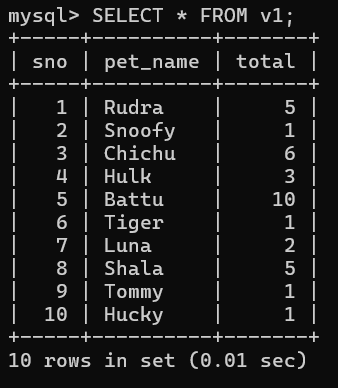 mysql> SELECT * FROM v1;
+-----+----------+-------+
| sno | pet_name | total |
+-----+----------+-------+
|   1 | Rudra    |     5 |
|   2 | Snoofy   |     1 |
|   3 | Chichu   |     6 |
|   4 | Hulk     |     3 |
|   5 | Battu    |    10 |
|   6 | Tiger    |     1 |
|   7 | Luna     |     2 |
|   8 | Shala    |     5 |
|   9 | Tommy    |     1 |
|  10 | Hucky    |     1 |
+-----+----------+-------+
10 rows in set (0.01 sec)